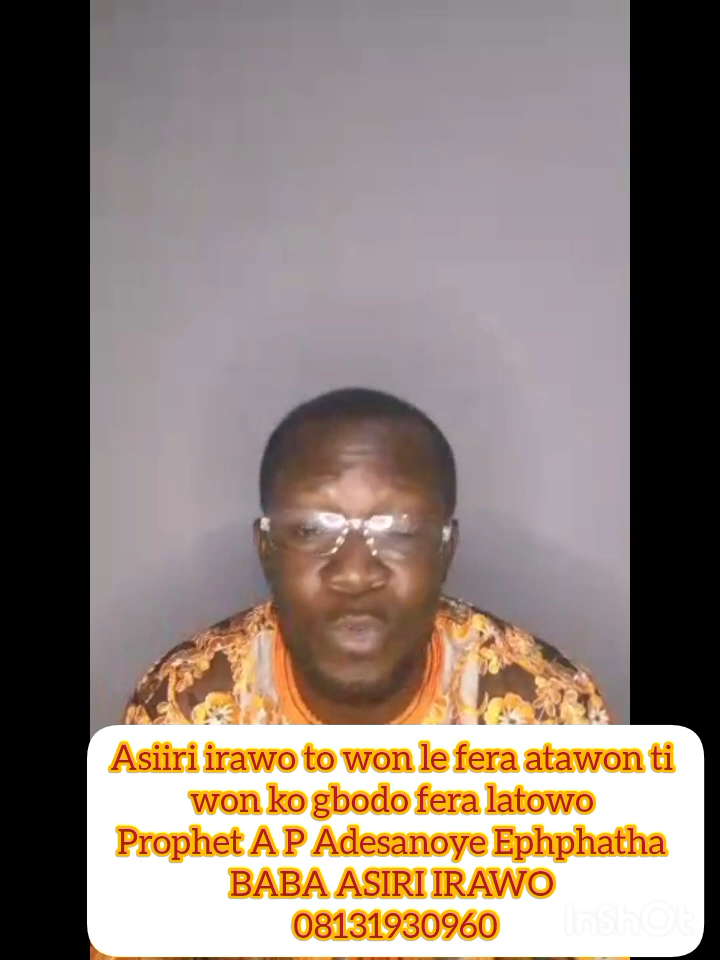 Asiiri irawo to won le fera atawon ti
won ko gbodo fera latowo
Prophet A P Adesanoye Ephphatha
BABA ASIRI IRAWO
08131930960
InShOt